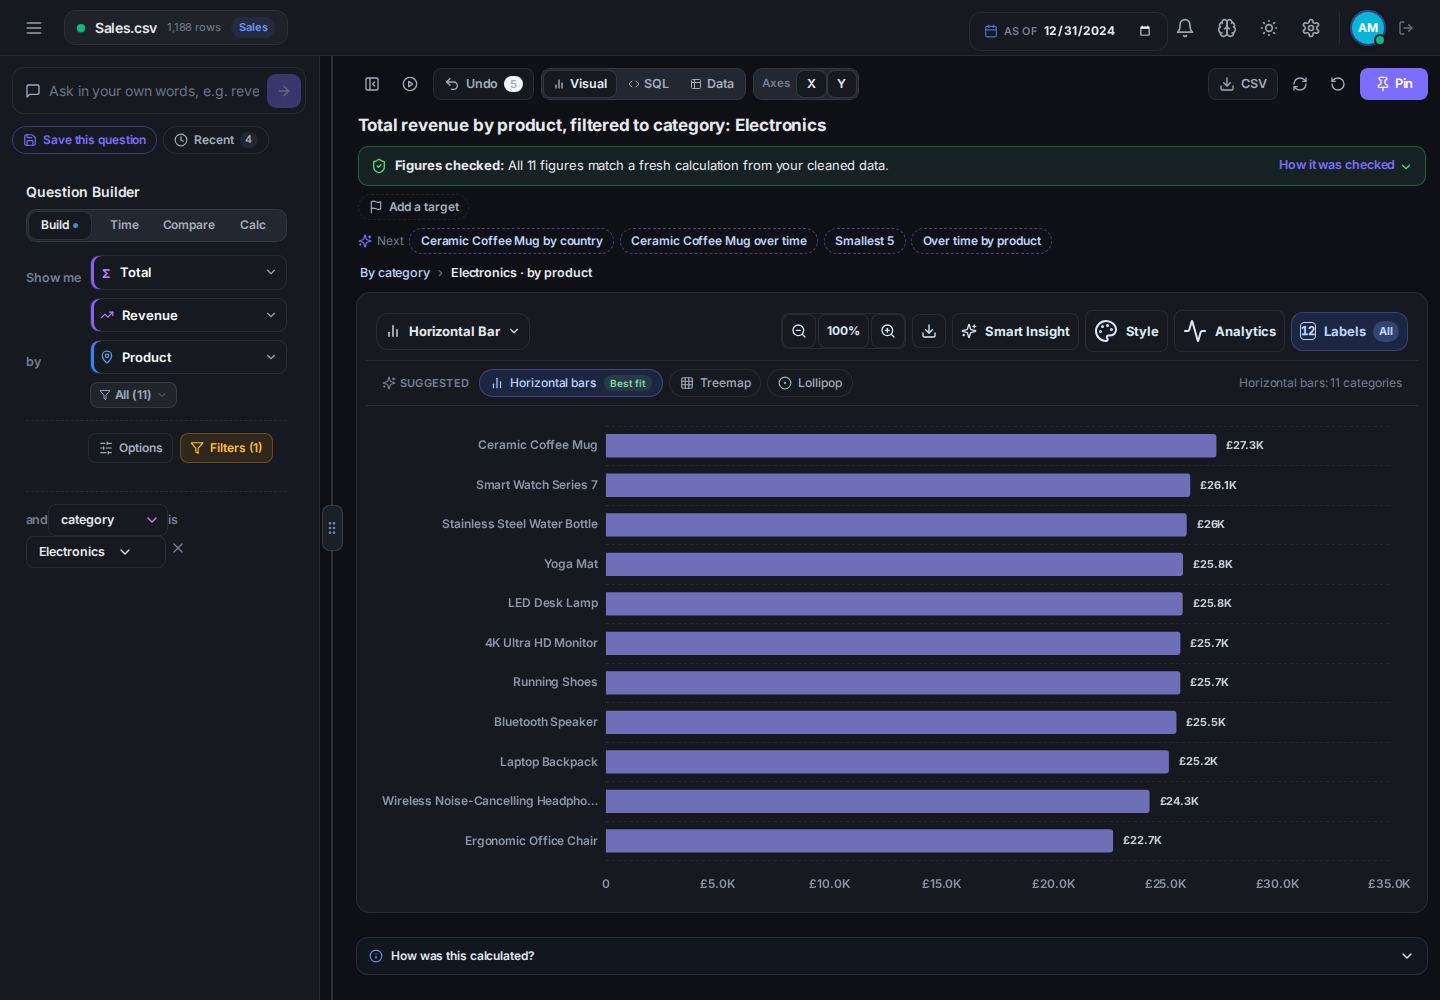 Sales.csv 1,188 rows Sales
AS OF 12/31/2024
AM
Ask in your own words, e.g. reve
Save this question
Recent 4
Question Builder
Build Time Compare Calc
Show me Σ Total
Revenue
by Product
All (11)
Options Filters (1)
and category is
Electronics
Undo 5 Visual SQL Data Axes X Y CSV Pin
Total revenue by product, filtered to category: Electronics
Figures checked: All 11 figures match a fresh calculation from your cleaned data. How it was checked
Add a target
Next Ceramic Coffee Mug by country Ceramic Coffee Mug over time Smallest 5 Over time by product
By category › Electronics · by product
Horizontal Bar 100% Smart Insight Style Analytics 12 Labels All
SUGGESTED Horizontal bars Best fit Treemap Lollipop Horizontal bars: 11 categories
Ceramic Coffee Mug £27.3K
Smart Watch Series 7 £26.1K
Stainless Steel Water Bottle £26K
Yoga Mat £25.8K
LED Desk Lamp £25.8K
4K Ultra HD Monitor £25.7K
Running Shoes £25.7K
Bluetooth Speaker £25.5K
Laptop Backpack £25.2K
Wireless Noise-Cancelling Headpho... £24.3K
Ergonomic Office Chair £22.7K
0 £5.0K £10.0K £15.0K £20.0K £25.0K £30.0K £35.0K
How was this calculated?